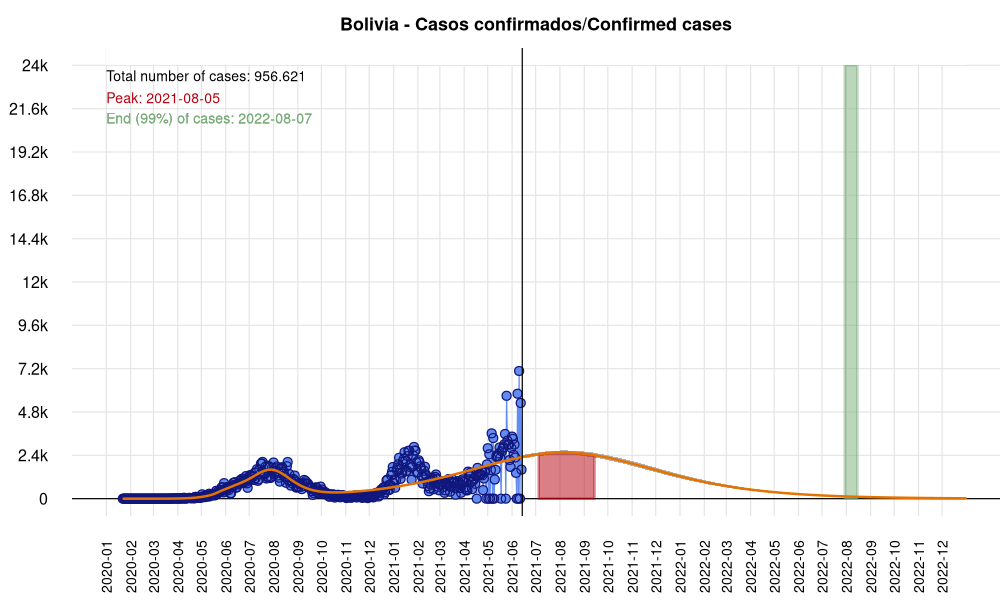 Bolivia - Casos confirmados/Confirmed cases
Total number of cases: 956.621
Peak: 2021-08-05
End (99%) of cases: 2022-08-07
24k
21.6k
19.2k
16.8k
14.4k
12k
9.6k
7.2k
4.8k
2.4k
0
2020-01
2020-02
2020-03
2020-04
2020-05
2020-06
2020-07
2020-08
2020-09
2020-10
2020-11
2020-12
2021-01
2021-02
2021-03
2021-04
2021-05
2021-06
2021-07
2021-08
2021-09
2021-10
2021-11
2021-12
2022-01
2022-02
2022-03
2022-04
2022-05
2022-06
2022-07
2022-08
2022-09
2022-10
2022-11
2022-12